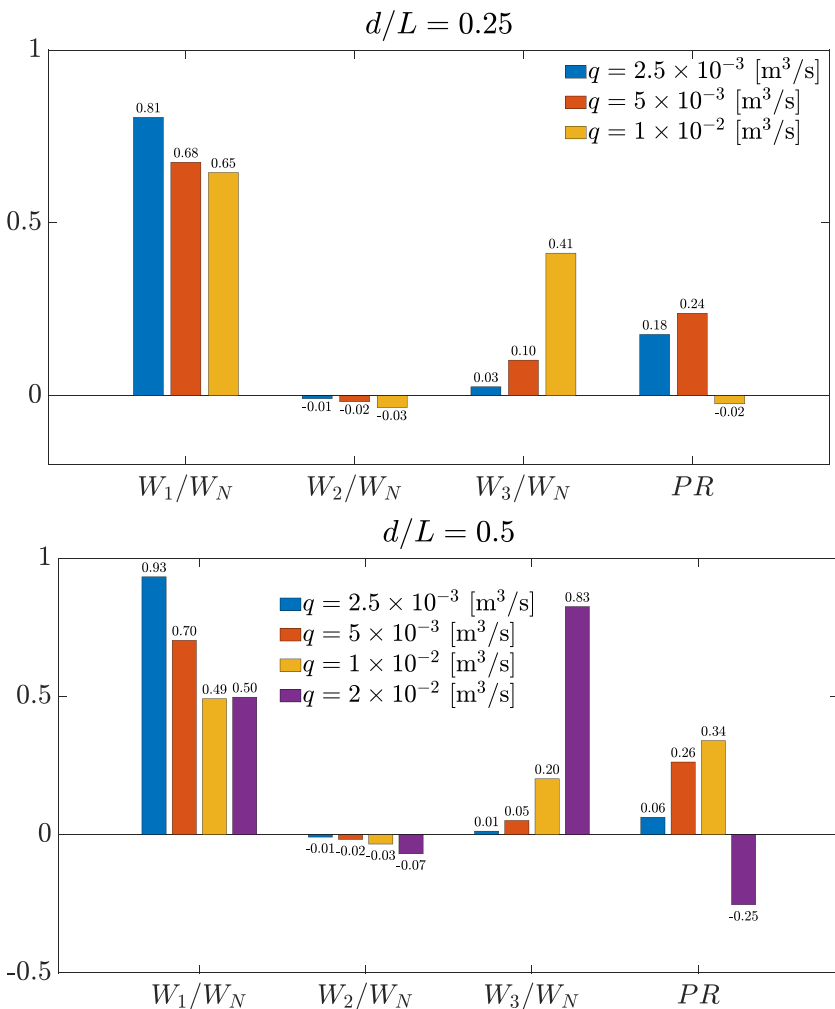 d/L = 0.25
1
q = 2.5 × 10⁻³ [m³/s]
q = 5 × 10⁻³ [m³/s]
q = 1 × 10⁻² [m³/s]
0.81
0.68
0.65
0.5
0.41
0.24
0.18
0.10
0.03
0
-0.01
-0.02
-0.03
-0.02
W₁/W_N
W₂/W_N
W₃/W_N
PR
d/L = 0.5
1
0.93
q = 2.5 × 10⁻³ [m³/s]
q = 5 × 10⁻³ [m³/s]
q = 1 × 10⁻² [m³/s]
q = 2 × 10⁻² [m³/s]
0.83
0.70
0.5
0.49
0.50
0.34
0.26
0.20
0.06
0.05
0.01
0
-0.01
-0.02
-0.03
-0.07
-0.25
-0.5
W₁/W_N
W₂/W_N
W₃/W_N
PR